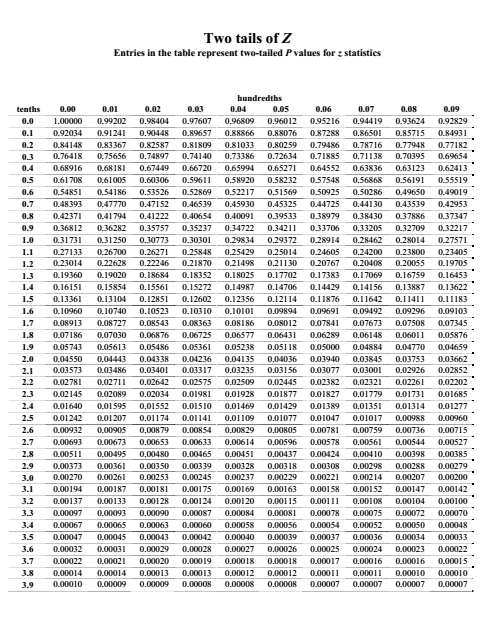 Two tails of Z
Entries in the table represent two-tailed P values for z statistics
hundredths
tenths 0.00 0.01 0.02 0.03 0.04 0.05 0.06 0.07 0.08 0.09
0.0 1.00000 0.99202 0.98404 0.97607 0.96809 0.96012 0.95216 0.94419 0.93624 0.92829
0.1 0.92034 0.91241 0.90448 0.89657 0.88866 0.88076 0.87288 0.86501 0.85715 0.84931
0.2 0.84148 0.83367 0.82587 0.81809 0.81033 0.80259 0.79486 0.78716 0.77948 0.77182
0.3 0.76418 0.75656 0.74897 0.74140 0.73386 0.72634 0.71885 0.71138 0.70395 0.69654
0.4 0.68916 0.68181 0.67449 0.66720 0.65994 0.65271 0.64552 0.63836 0.63123 0.62413
0.5 0.61708 0.61005 0.60306 0.59611 0.58920 0.58232 0.57548 0.56868 0.56191 0.55519
0.6 0.54851 0.54186 0.53526 0.52869 0.52217 0.51569 0.50925 0.50286 0.49650 0.49019
0.7 0.48393 0.47770 0.47152 0.46539 0.45930 0.45325 0.44725 0.44130 0.43539 0.42953
0.8 0.42371 0.41794 0.41222 0.40654 0.40091 0.39533 0.38979 0.38430 0.37886 0.37347
0.9 0.36812 0.36282 0.35757 0.35237 0.34722 0.34211 0.33706 0.33205 0.32709 0.32217
1.0 0.31731 0.31250 0.30773 0.30301 0.29834 0.29372 0.28914 0.28462 0.28014 0.27571
1.1 0.27133 0.26700 0.26271 0.25848 0.25429 0.25014 0.24605 0.24200 0.23800 0.23405
1.2 0.23014 0.22628 0.22246 0.21870 0.21498 0.21130 0.20767 0.20408 0.20055 0.19705
1.3 0.19360 0.19020 0.18684 0.18352 0.18025 0.17702 0.17383 0.17069 0.16759 0.16453
1.4 0.16151 0.15854 0.15561 0.15272 0.14987 0.14706 0.14429 0.14156 0.13887 0.13622
1.5 0.13361 0.13104 0.12851 0.12602 0.12356 0.12114 0.11876 0.11642 0.11411 0.11183
1.6 0.10960 0.10740 0.10523 0.10310 0.10101 0.09894 0.09691 0.09492 0.09296 0.09103
1.7 0.08913 0.08727 0.08543 0.08363 0.08186 0.08012 0.07841 0.07673 0.07508 0.07345
1.8 0.07186 0.07030 0.06876 0.06725 0.06577 0.06431 0.06289 0.06148 0.06011 0.05876
1.9 0.05743 0.05613 0.05486 0.05361 0.05238 0.05118 0.05000 0.04884 0.04770 0.04659
2.0 0.04550 0.04443 0.04338 0.04236 0.04135 0.04036 0.03940 0.03845 0.03753 0.03662
2.1 0.03573 0.03486 0.03401 0.03317 0.03235 0.03156 0.03077 0.03001 0.02926 0.02852
2.2 0.02781 0.02711 0.02642 0.02575 0.02509 0.02445 0.02382 0.02321 0.02261 0.02202
2.3 0.02145 0.02089 0.02034 0.01981 0.01928 0.01877 0.01827 0.01779 0.01731 0.01685
2.4 0.01640 0.01595 0.01552 0.01510 0.01469 0.01429 0.01389 0.01351 0.01314 0.01277
2.5 0.01242 0.01207 0.01174 0.01141 0.01109 0.01077 0.01047 0.01017 0.00988 0.00960
2.6 0.00932 0.00905 0.00879 0.00854 0.00829 0.00805 0.00781 0.00759 0.00736 0.00715
2.7 0.00693 0.00673 0.00653 0.00633 0.00614 0.00596 0.00578 0.00561 0.00544 0.00527
2.8 0.00511 0.00495 0.00480 0.00465 0.00451 0.00437 0.00424 0.00410 0.00398 0.00385
2.9 0.00373 0.00361 0.00350 0.00339 0.00328 0.00318 0.00308 0.00298 0.00288 0.00279
3.0 0.00270 0.00261 0.00253 0.00245 0.00237 0.00229 0.00221 0.00214 0.00207 0.00200
3.1 0.00194 0.00187 0.00181 0.00175 0.00169 0.00163 0.00158 0.00152 0.00147 0.00142
3.2 0.00137 0.00133 0.00128 0.00124 0.00120 0.00115 0.00111 0.00108 0.00104 0.00100
3.3 0.00097 0.00093 0.00090 0.00087 0.00084 0.00081 0.00078 0.00075 0.00072 0.00070
3.4 0.00067 0.00065 0.00063 0.00060 0.00058 0.00056 0.00054 0.00052 0.00050 0.00048
3.5 0.00047 0.00045 0.00043 0.00042 0.00040 0.00039 0.00037 0.00036 0.00034 0.00033
3.6 0.00032 0.00031 0.00029 0.00028 0.00027 0.00026 0.00025 0.00024 0.00023 0.00022
3.7 0.00022 0.00021 0.00020 0.00019 0.00018 0.00018 0.00017 0.00016 0.00016 0.00015
3.8 0.00014 0.00014 0.00013 0.00013 0.00012 0.00012 0.00011 0.00011 0.00010 0.00010
3.9 0.00010 0.00009 0.00009 0.00008 0.00008 0.00008 0.00008 0.00007 0.00007 0.00007